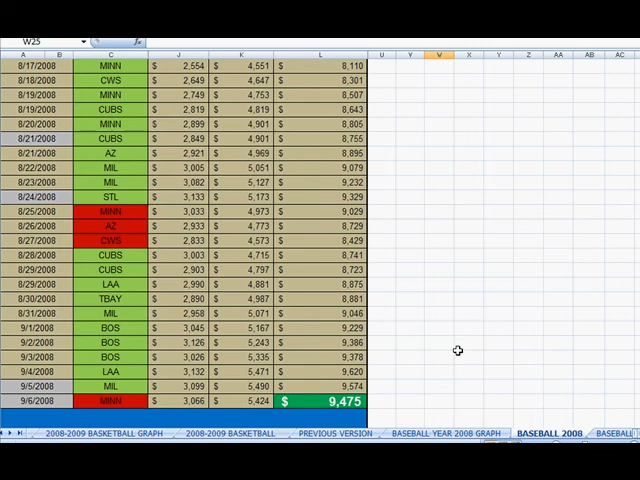 W25 fx
A B C J K L U Y W X Y Z AA AB AC
8/17/2008 MINN $ 2,554 $ 4,551 $ 8,110
8/18/2008 CWS $ 2,649 $ 4,647 $ 8,301
8/19/2008 MINN $ 2,749 $ 4,753 $ 8,507
8/19/2008 CUBS $ 2,819 $ 4,819 $ 8,643
8/20/2008 MINN $ 2,899 $ 4,901 $ 8,805
8/21/2008 CUBS $ 2,849 $ 4,901 $ 8,755
8/21/2008 AZ $ 2,921 $ 4,969 $ 8,895
8/22/2008 MIL $ 3,005 $ 5,051 $ 9,079
8/23/2008 MIL $ 3,082 $ 5,127 $ 9,232
8/24/2008 STL $ 3,133 $ 5,173 $ 9,329
8/25/2008 MINN $ 3,033 $ 4,973 $ 9,029
8/26/2008 AZ $ 2,933 $ 4,773 $ 8,729
8/27/2008 CWS $ 2,833 $ 4,573 $ 8,429
8/28/2008 CUBS $ 3,003 $ 4,715 $ 8,741
8/29/2008 CUBS $ 2,903 $ 4,797 $ 8,723
8/29/2008 LAA $ 2,990 $ 4,881 $ 8,875
8/30/2008 TBAY $ 2,890 $ 4,987 $ 8,881
8/31/2008 MIL $ 2,958 $ 5,071 $ 9,046
9/1/2008 BOS $ 3,045 $ 5,167 $ 9,229
9/2/2008 BOS $ 3,126 $ 5,243 $ 9,386
9/3/2008 BOS $ 3,026 $ 5,335 $ 9,378
9/4/2008 LAA $ 3,132 $ 5,471 $ 9,620
9/5/2008 MIL $ 3,099 $ 5,490 $ 9,574
9/6/2008 MINN $ 3,066 $ 5,424 $ 9,475
2008-2009 BASKETBALL GRAPH 2008-2009 BASKETBALL PREVIOUS VERSION BASEBALL YEAR 2008 GRAPH BASEBALL 2008 BASEBALL